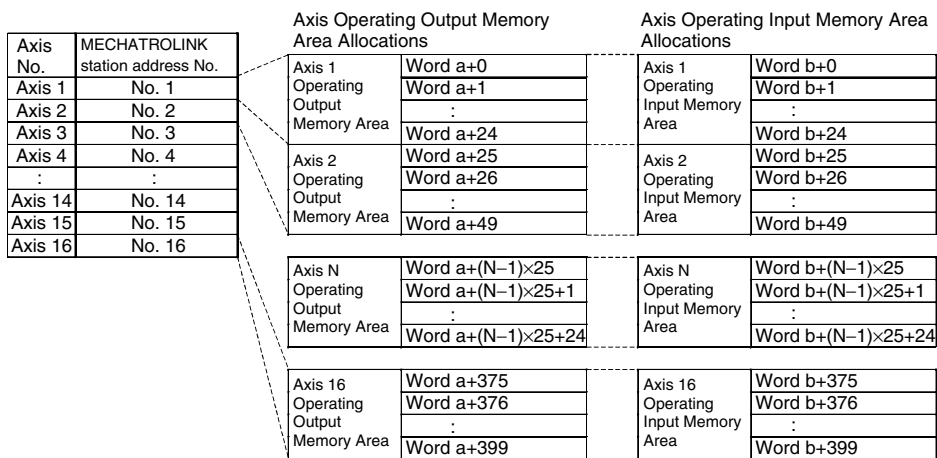 Axis No.
MECHATROLINK station address No.
Axis 1 No. 1
Axis 2 No. 2
Axis 3 No. 3
Axis 4 No. 4
: :
Axis 14 No. 14
Axis 15 No. 15
Axis 16 No. 16
Axis Operating Output Memory
Area Allocations
Axis 1
Operating
Output
Memory Area
Word a+0
Word a+1
:
Word a+24
Axis 2
Operating
Output
Memory Area
Word a+25
Word a+26
:
Word a+49
Axis N
Operating
Output
Memory Area
Word a+(N−1)×25
Word a+(N−1)×25+1
:
Word a+(N−1)×25+24
Axis 16
Operating
Output
Memory Area
Word a+375
Word a+376
:
Word a+399
Axis Operating Input Memory Area
Allocations
Axis 1
Operating
Input Memory
Area
Word b+0
Word b+1
:
Word b+24
Axis 2
Operating
Input Memory
Area
Word b+25
Word b+26
:
Word b+49
Axis N
Operating
Input Memory
Area
Word b+(N−1)×25
Word b+(N−1)×25+1
:
Word b+(N−1)×25+24
Axis 16
Operating
Input Memory
Area
Word b+375
Word b+376
:
Word b+399